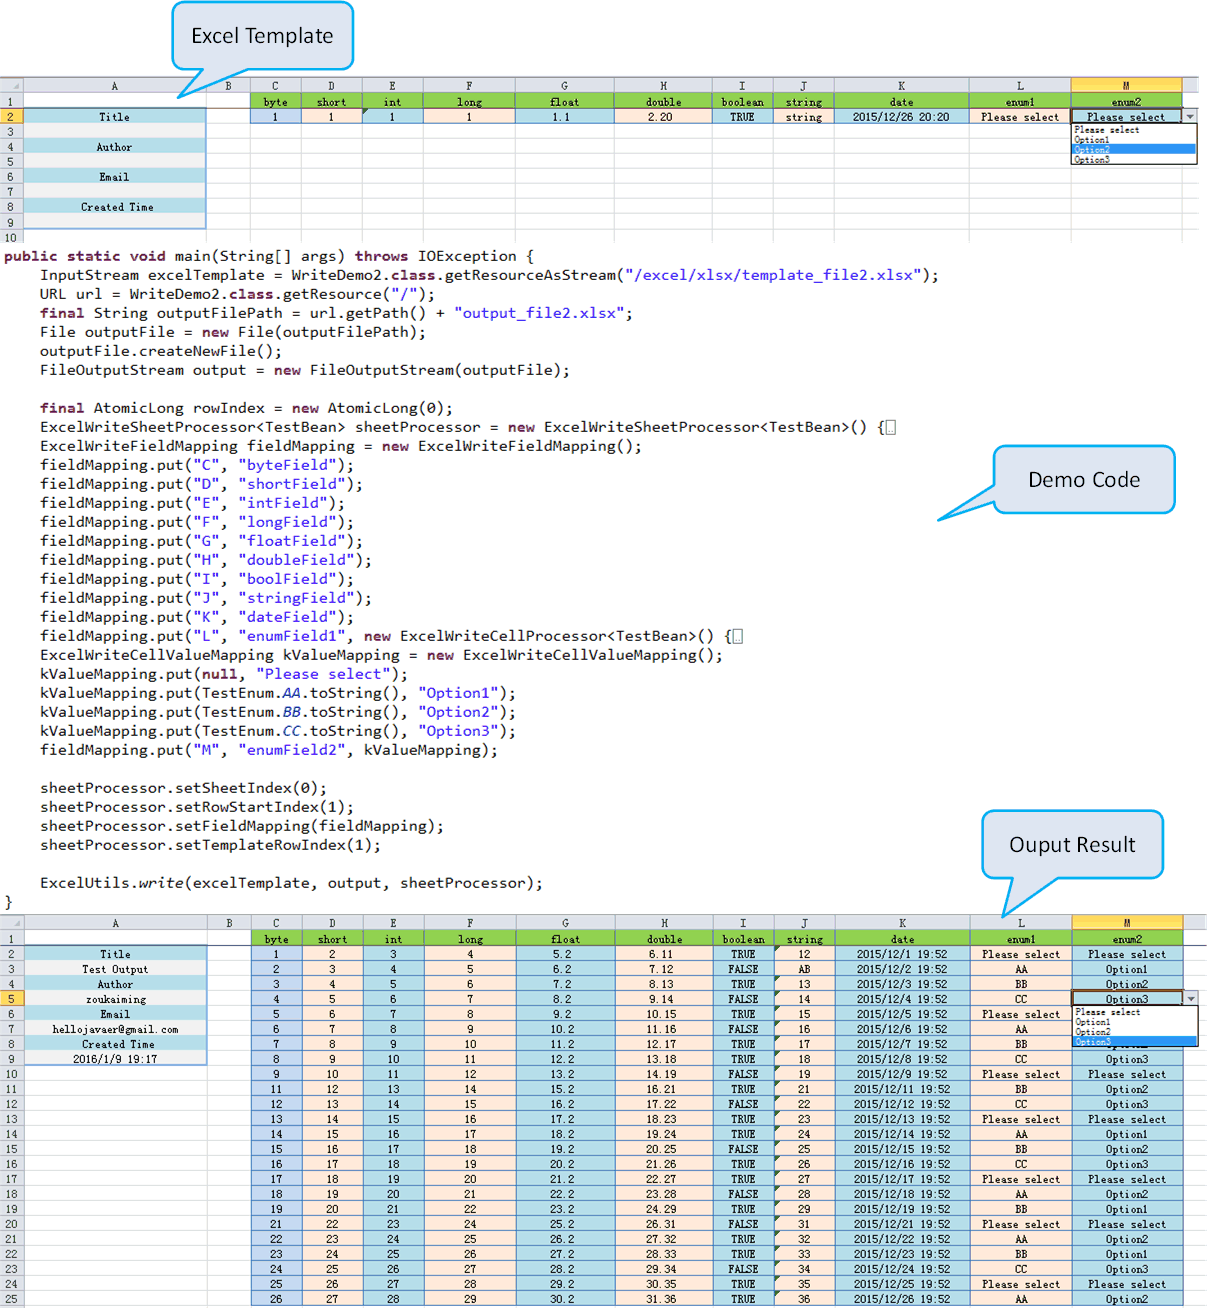 Excel Template
A B C D E F G H I J K L M
1 byte short int long float double boolean string date enum1 enum2
2 Title 1 1 1 1 1.1 2.20 TRUE string 2015/12/26 20:20 Please select Please select
3 Please select
Option1
4 Author Option2
5 Option3
6 Email
7
8 Created Time
9
10
public static void main(String[] args) throws IOException {
InputStream excelTemplate = WriteDemo2.class.getResourceAsStream("/excel/xlsx/template_file2.xlsx");
URL url = WriteDemo2.class.getResource("/");
final String outputFilePath = url.getPath() + "output_file2.xlsx";
File outputFile = new File(outputFilePath);
outputFile.createNewFile();
FileOutputStream output = new FileOutputStream(outputFile);
final AtomicLong rowIndex = new AtomicLong(0);
ExcelWriteSheetProcessor<TestBean> sheetProcessor = new ExcelWriteSheetProcessor<TestBean>() {
ExcelWriteFieldMapping fieldMapping = new ExcelWriteFieldMapping();
fieldMapping.put("C", "byteField");
fieldMapping.put("D", "shortField");
fieldMapping.put("E", "intField");
fieldMapping.put("F", "longField");
fieldMapping.put("G", "floatField");
fieldMapping.put("H", "doubleField");
fieldMapping.put("I", "boolField");
fieldMapping.put("J", "stringField");
fieldMapping.put("K", "dateField");
fieldMapping.put("L", "enumField1", new ExcelWriteCellProcessor<TestBean>() {
ExcelWriteCellValueMapping kValueMapping = new ExcelWriteCellValueMapping();
kValueMapping.put(null, "Please select");
kValueMapping.put(TestEnum.AA.toString(), "Option1");
kValueMapping.put(TestEnum.BB.toString(), "Option2");
kValueMapping.put(TestEnum.CC.toString(), "Option3");
fieldMapping.put("M", "enumField2", kValueMapping);
sheetProcessor.setSheetIndex(0);
sheetProcessor.setRowStartIndex(1);
sheetProcessor.setFieldMapping(fieldMapping);
sheetProcessor.setTemplateRowIndex(1);
ExcelUtils.write(excelTemplate, output, sheetProcessor);
}
Demo Code
Ouput Result
A B C D E F G H I J K L M
1 byte short int long float double boolean string date enum1 enum2
2 Title 1 2 3 4 5.2 6.11 TRUE 12 2015/12/1 19:52 Please select Please select
3 Test Output 2 3 4 5 6.2 7.12 FALSE AB 2015/12/2 19:52 AA Option1
4 Author 3 4 5 6 7.2 8.13 TRUE 13 2015/12/3 19:52 BB Option2
5 zoukaiming 4 5 6 7 8.2 9.14 FALSE 14 2015/12/4 19:52 CC Option3
6 Email 5 6 7 8 9.2 10.15 TRUE 15 2015/12/5 19:52 Please select Please select
Option1
7 hellojavaer@gmail.com 6 7 8 9 10.2 11.16 FALSE 16 2015/12/6 19:52 AA Option2
8 Created Time 7 8 9 10 11.2 12.17 TRUE 17 2015/12/7 19:52 BB Option3
9 2016/1/9 19:17 8 9 10 11 12.2 13.18 TRUE 18 2015/12/8 19:52 CC Option3
10 9 10 11 12 13.2 14.19 FALSE 19 2015/12/9 19:52 Please select Please select
11 11 12 13 14 15.2 16.21 TRUE 21 2015/12/11 19:52 BB Option2
12 12 13 14 15 16.2 17.22 FALSE 22 2015/12/12 19:52 CC Option3
13 13 14 15 16 17.2 18.23 TRUE 23 2015/12/13 19:52 Please select Please select
14 14 15 16 17 18.2 19.24 TRUE 24 2015/12/14 19:52 AA Option1
15 15 16 17 18 19.2 20.25 FALSE 25 2015/12/15 19:52 BB Option2
16 16 17 18 19 20.2 21.26 TRUE 26 2015/12/16 19:52 CC Option3
17 17 18 19 20 21.2 22.27 TRUE 27 2015/12/17 19:52 Please select Please select
18 18 19 20 21 22.2 23.28 FALSE 28 2015/12/18 19:52 AA Option2
19 19 20 21 22 23.2 24.29 TRUE 29 2015/12/19 19:52 BB Option1
20 21 22 23 24 25.2 26.31 FALSE 31 2015/12/21 19:52 Please select Please select
21 22 23 24 25 26.2 27.32 TRUE 32 2015/12/22 19:52 AA Option2
22 23 24 25 26 27.2 28.33 TRUE 33 2015/12/23 19:52 BB Option1
23 24 25 26 27 28.2 29.34 FALSE 34 2015/12/24 19:52 CC Option3
24 25 26 27 28 29.2 30.35 TRUE 35 2015/12/25 19:52 Please select Please select
25 26 27 28 29 30.2 31.36 TRUE 36 2015/12/26 19:52 AA Option2